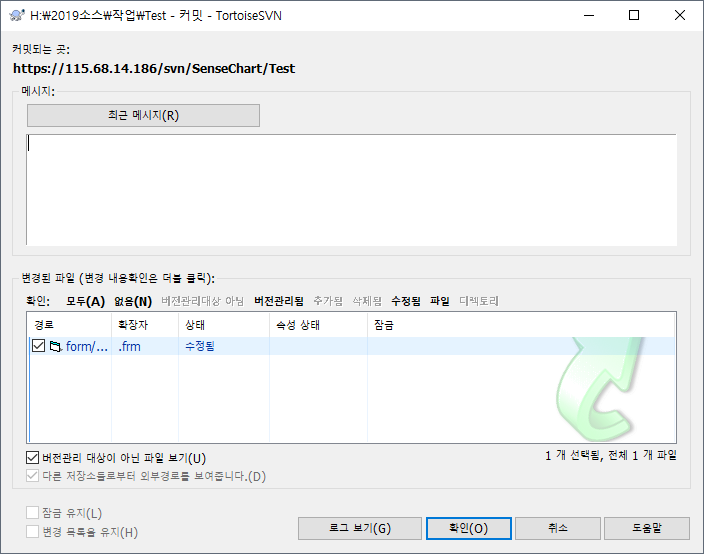 H:₩2019소스₩작업₩Test - 커밋 - TortoiseSVN
커밋되는 곳:
https://115.68.14.186/svn/SenseChart/Test
메시지:
최근 메시지(R)
변경된 파일 (변경 내용확인은 더블 클릭):
확인: 모두(A) 없음(N) 버전관리대상 아님 버전관리됨 추가됨 삭제됨 수정됨 파일 디렉토리
경로 확장자 상태 속성 상태 잠금
form/... .frm 수정됨
버전관리 대상이 아닌 파일 보기(U) 1 개 선택됨, 전체 1 개 파일
다른 저장소들로부터 외부경로를 보여줍니다.(D)
잠금 유지(L)
변경 목록을 유지(H)
로그 보기(G) 확인(O) 취소 도움말